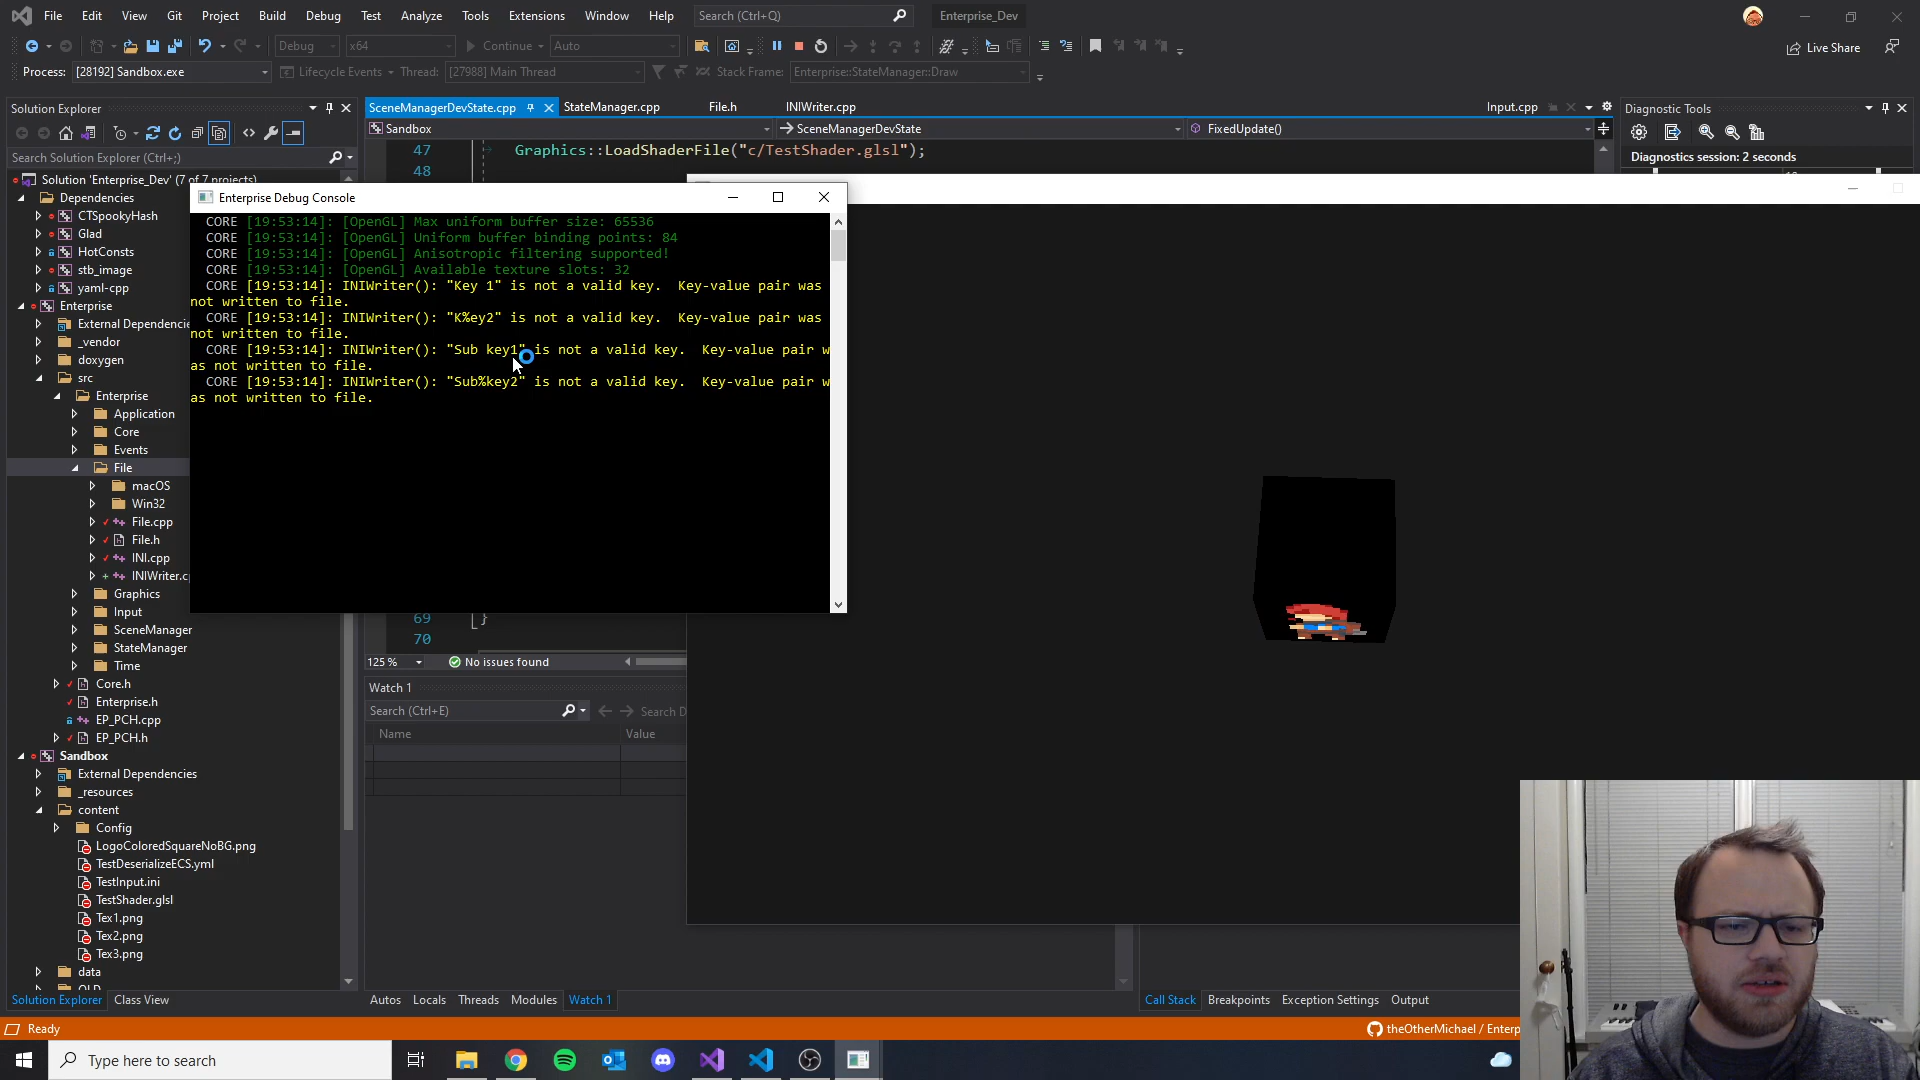 File Edit View Git Project Build Debug Test Analyze Tools Extensions Window Help Search (Ctrl+Q) Enterprise_Dev
Debug x64 Continue Auto Live Share
Process: [28192] Sandbox.exe Lifecycle Events Thread: [27988] Main Thread Stack Frame: Enterprise::StateManager::Draw
Solution Explorer
Search Solution Explorer (Ctrl+;)
Solution 'Enterprise_Dev' (7 of 7 projects)
Dependencies
CTSpookyHash
Glad
HotConsts
stb_image
yaml-cpp
Enterprise
External Dependencie
_vendor
doxygen
src
Enterprise
Application
Core
Events
File
macOS
Win32
File.cpp
File.h
INI.cpp
INIWriter.c
Graphics
Input
SceneManager
StateManager
Time
Core.h
Enterprise.h
EP_PCH.cpp
EP_PCH.h
Sandbox
External Dependencies
_resources
content
Config
LogoColoredSquareNoBG.png
TestDeserializeECS.yml
TestInput.ini
TestShader.glsl
Tex1.png
Tex2.png
Tex3.png
data
Solution Explorer Class View
SceneManagerDevState.cpp StateManager.cpp File.h INIWriter.cpp Input.cpp
Sandbox SceneManagerDevState FixedUpdate()
47 Graphics::LoadShaderFile("c/TestShader.glsl");
48
Enterprise Debug Console
CORE [19:53:14]: [OpenGL] Max uniform buffer size: 65536
CORE [19:53:14]: [OpenGL] Uniform buffer binding points: 84
CORE [19:53:14]: [OpenGL] Anisotropic filtering supported!
CORE [19:53:14]: [OpenGL] Available texture slots: 32
CORE [19:53:14]: INIWriter(): "Key 1" is not a valid key.  Key-value pair was
not written to file.
CORE [19:53:14]: INIWriter(): "K%ey2" is not a valid key.  Key-value pair was
not written to file.
CORE [19:53:14]: INIWriter(): "Sub key1" is not a valid key.  Key-value pair w
as not written to file.
CORE [19:53:14]: INIWriter(): "Sub%key2" is not a valid key.  Key-value pair w
as not written to file.
69 }
70
125 % No issues found
Watch 1
Search (Ctrl+E) Search D
Name Value
Autos Locals Threads Modules Watch 1
Call Stack Breakpoints Exception Settings Output
Diagnostic Tools
Diagnostics session: 2 seconds
Ready
theOtherMichael / Enterp
Type here to search